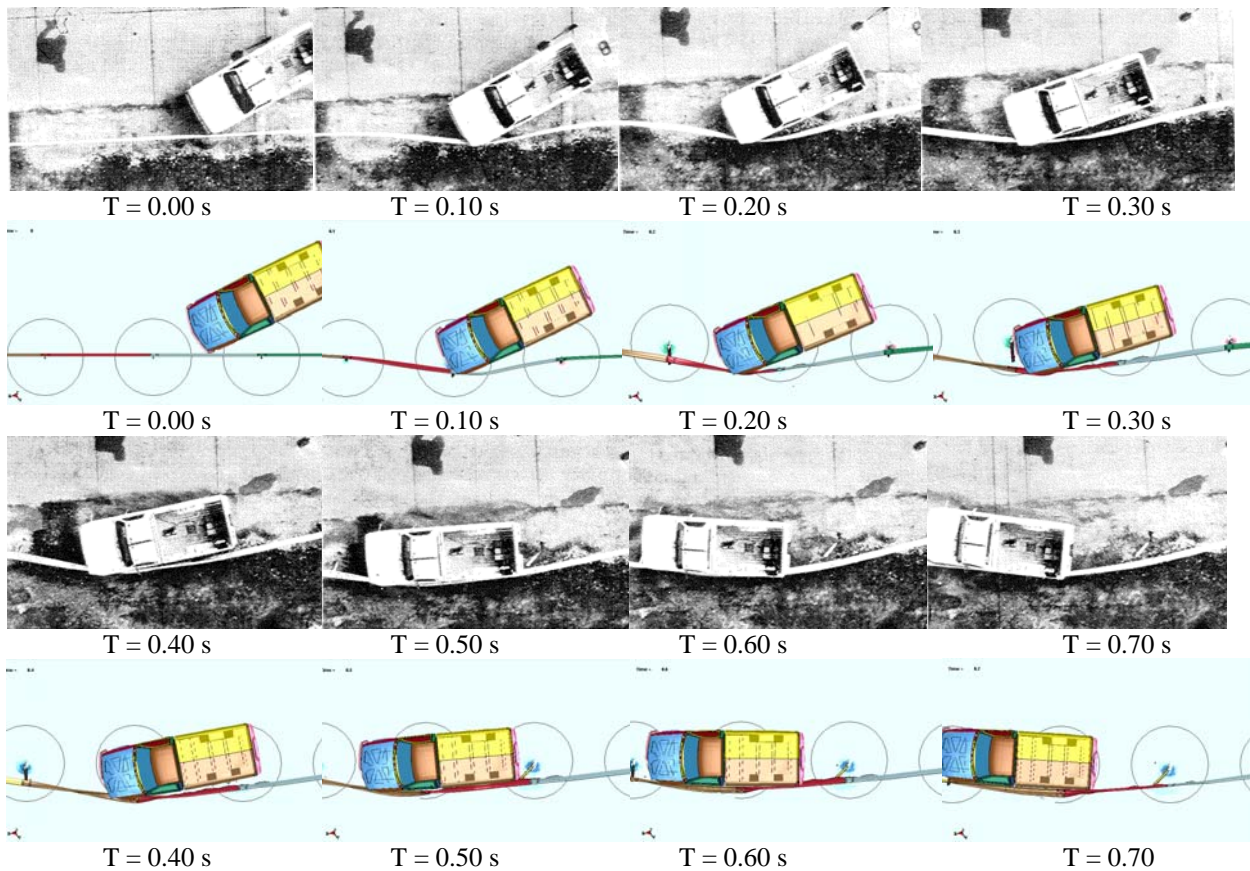 T = 0.00 s T = 0.10 s T = 0.20 s T = 0.30 s
T = 0.00 s T = 0.10 s T = 0.20 s T = 0.30 s
T = 0.40 s T = 0.50 s T = 0.60 s T = 0.70 s
T = 0.40 s T = 0.50 s T = 0.60 s T = 0.70